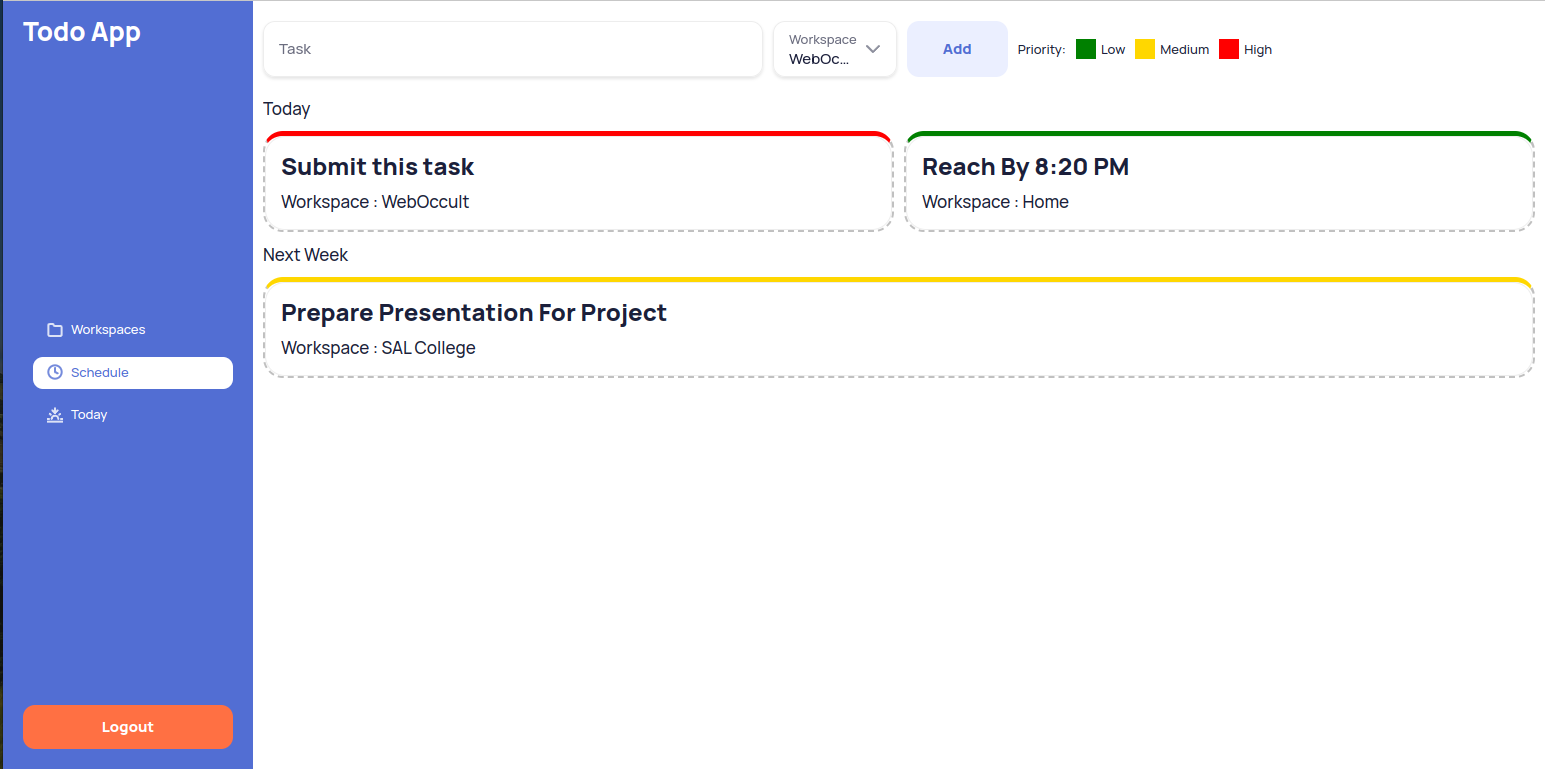 Todo App
Workspaces
Schedule
Today
Logout
Task
Workspace
WebOc...
Add
Priority:
Low
Medium
High
Today
Submit this task
Workspace : WebOccult
Reach By 8:20 PM
Workspace : Home
Next Week
Prepare Presentation For Project
Workspace : SAL College